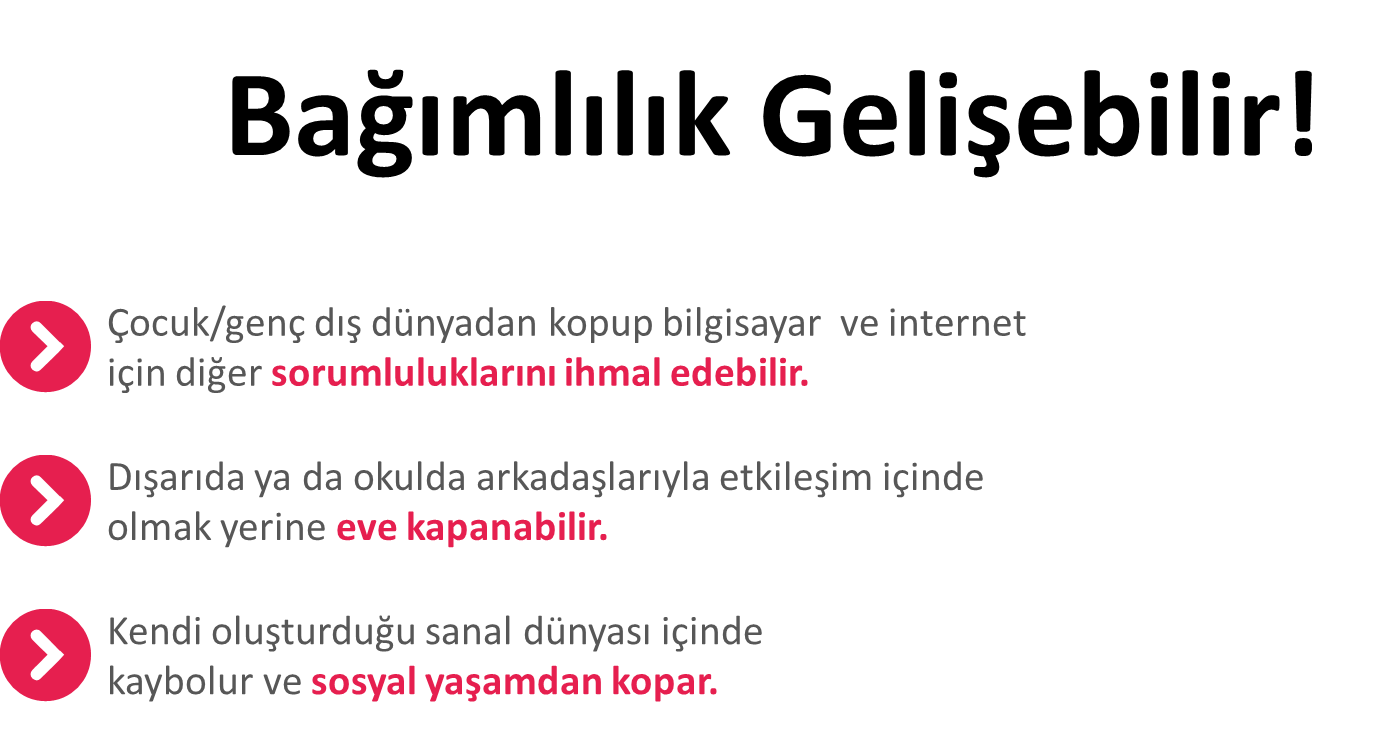 Bağımlılık Gelişebilir!
Çocuk/genç dış dünyadan kopup bilgisayar  ve internet
için diğer sorumluluklarını ihmal edebilir.
Dışarıda ya da okulda arkadaşlarıyla etkileşim içinde
olmak yerine eve kapanabilir.
Kendi oluşturduğu sanal dünyası içinde
kaybolur ve sosyal yaşamdan kopar.